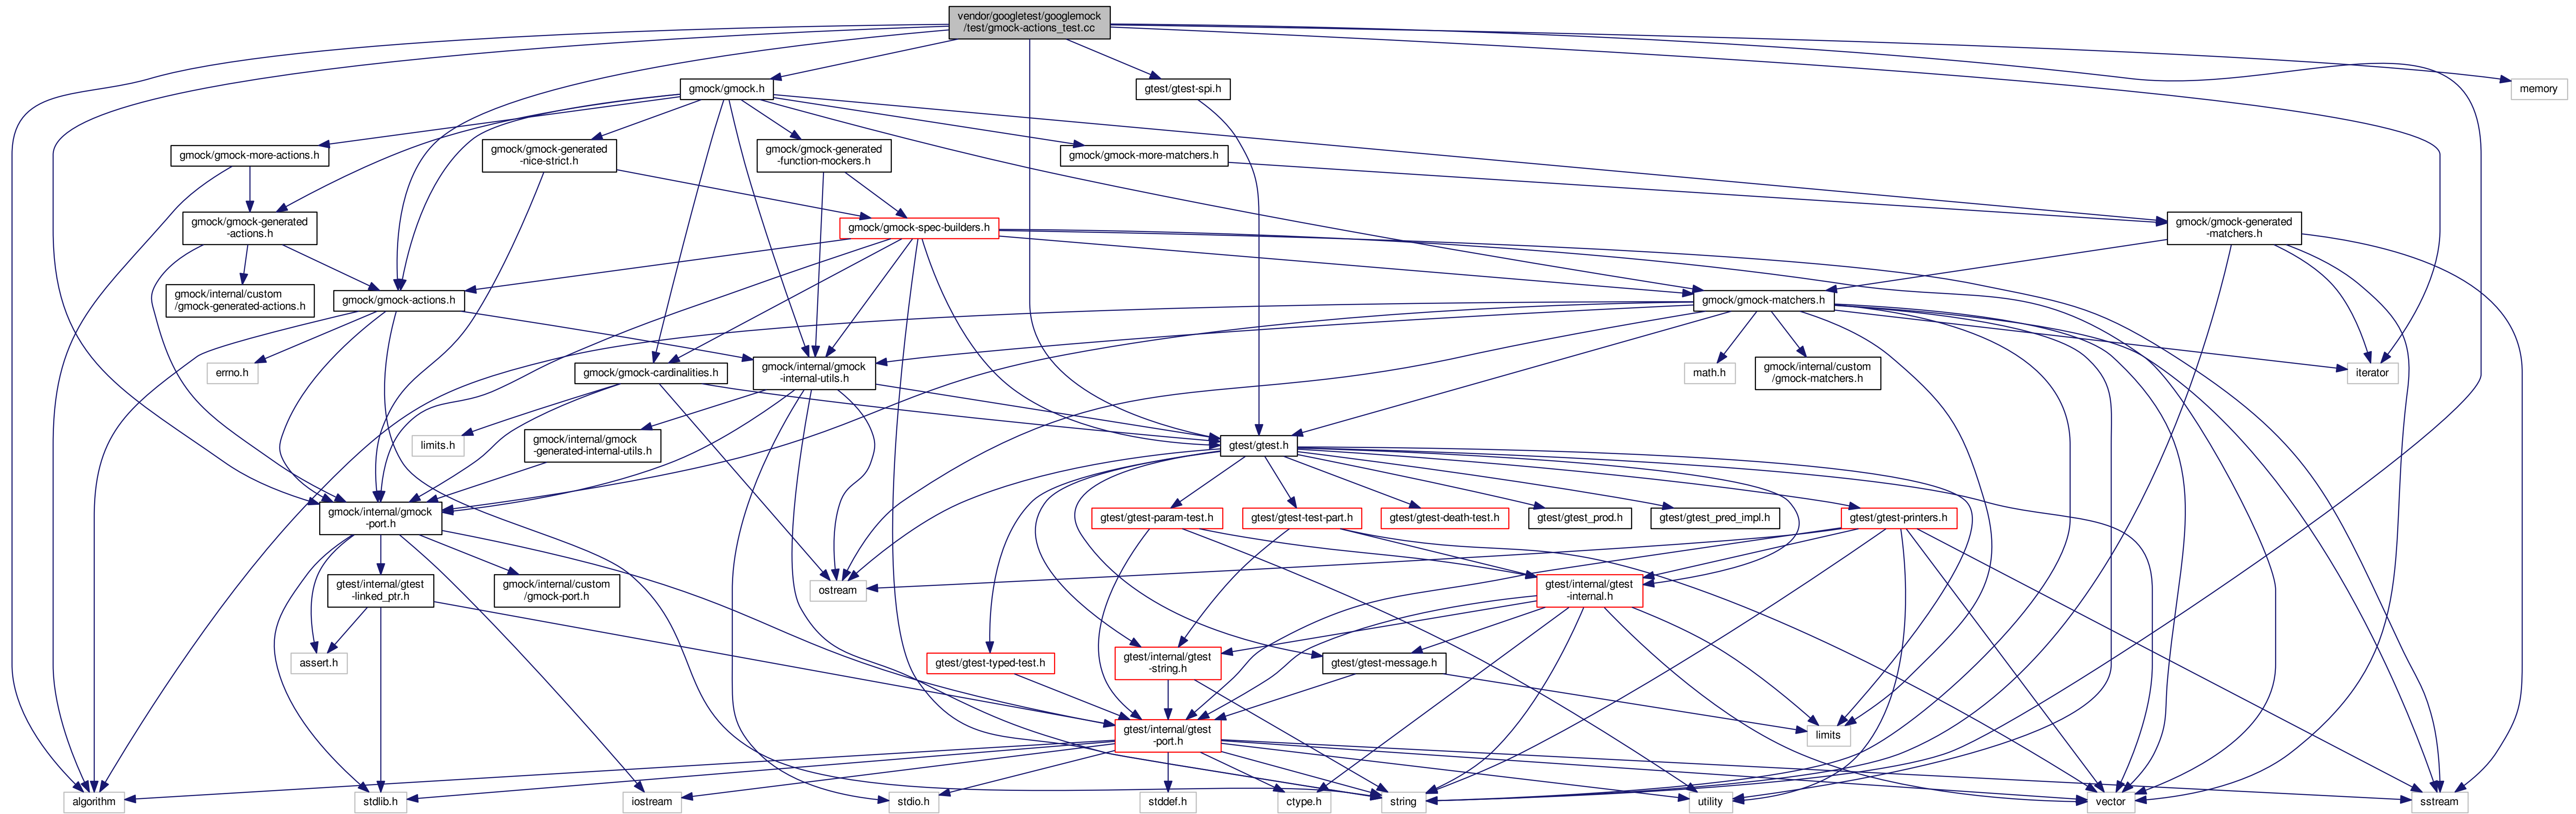 vendor/googletest/googlemock
/test/gmock-actions_test.cc
gmock/gmock.h
gtest/gtest-spi.h
memory
gmock/gmock-more-actions.h
gmock/gmock-generated
-nice-strict.h
gmock/gmock-generated
-function-mockers.h
gmock/gmock-more-matchers.h
gmock/gmock-generated
-actions.h
gmock/gmock-spec-builders.h
gmock/gmock-generated
-matchers.h
gmock/internal/custom
/gmock-generated-actions.h
gmock/gmock-actions.h
gmock/gmock-matchers.h
errno.h
gmock/gmock-cardinalities.h
gmock/internal/gmock
-internal-utils.h
math.h
gmock/internal/custom
/gmock-matchers.h
iterator
limits.h
gmock/internal/gmock
-generated-internal-utils.h
gtest/gtest.h
gmock/internal/gmock
-port.h
gtest/gtest-param-test.h
gtest/gtest-test-part.h
gtest/gtest-death-test.h
gtest/gtest_prod.h
gtest/gtest_pred_impl.h
gtest/gtest-printers.h
gtest/internal/gtest
-linked_ptr.h
gmock/internal/custom
/gmock-port.h
ostream
gtest/internal/gtest
-internal.h
assert.h
gtest/gtest-typed-test.h
gtest/internal/gtest
-string.h
gtest/gtest-message.h
gtest/internal/gtest
-port.h
limits
algorithm
stdlib.h
iostream
stdio.h
stddef.h
ctype.h
string
utility
vector
sstream